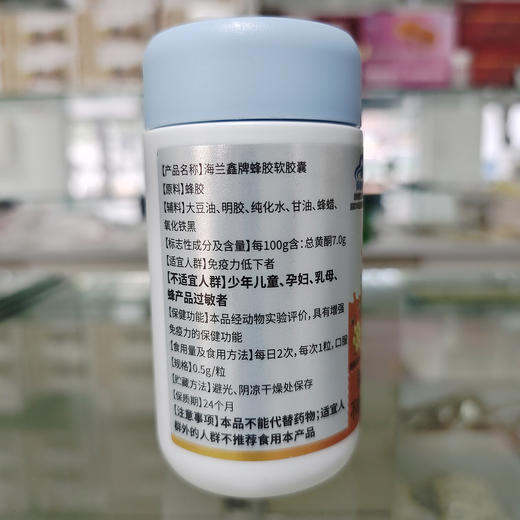 【产品名称】海兰鑫牌蜂胶软胶囊
【原料】蜂胶
【辅料】大豆油、明胶、纯化水、甘油、蜂蜡、
氧化铁黑
【标志性成分及含量】每100g含：总黄酮7.0g
【适宜人群】免疫力低下者
【不适宜人群】少年儿童、孕妇、乳母、
蜂产品过敏者
【保健功能】本品经动物实验评价，具有增强
免疫力的保健功能
【食用量及食用方法】每日2次，每次1粒，口服
【规格】0.5g/粒
【贮藏方法】避光、阴凉干燥处保存
【保质期】24个月
【注意事项】本品不能代替药物；适宜人
群外的人群不推荐食用本产品